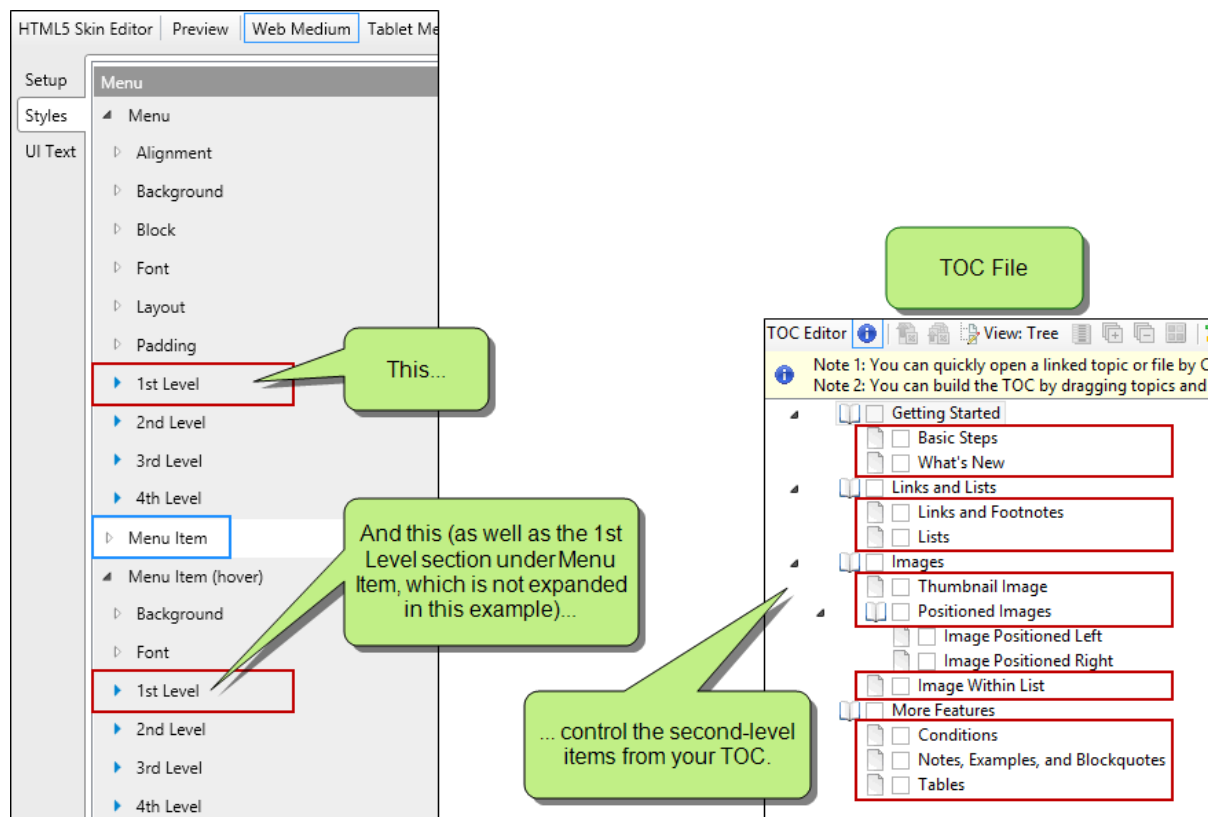 HTML5 Skin Editor Preview Web Medium Tablet Me
Setup
Styles
UI Text
Menu
Menu
Alignment
Background
Block
Font
Layout
Padding
1st Level
2nd Level
3rd Level
4th Level
Menu Item
Menu Item (hover)
Background
Font
1st Level
2nd Level
3rd Level
4th Level
This...
And this (as well as the 1st
Level section under Menu
Item, which is not expanded
in this example)...
... control the second-level
items from your TOC.
TOC File
TOC Editor View: Tree
Note 1: You can quickly open a linked topic or file by C
Note 2: You can build the TOC by dragging topics and
Getting Started
Basic Steps
What's New
Links and Lists
Links and Footnotes
Lists
Images
Thumbnail Image
Positioned Images
Image Positioned Left
Image Positioned Right
Image Within List
More Features
Conditions
Notes, Examples, and Blockquotes
Tables